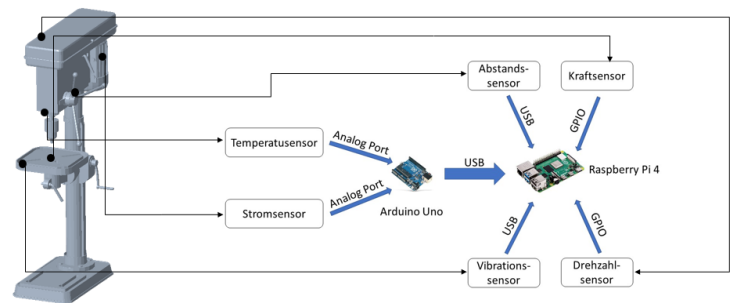 Abstands-
sensor
Kraftsensor
USB
GPIO
Temperatusensor
Analog Port
USB
Raspberry Pi 4
Analog Port
Arduino Uno
Stromsensor
USB
GPIO
Vibrations-
sensor
Drehzahl-
sensor